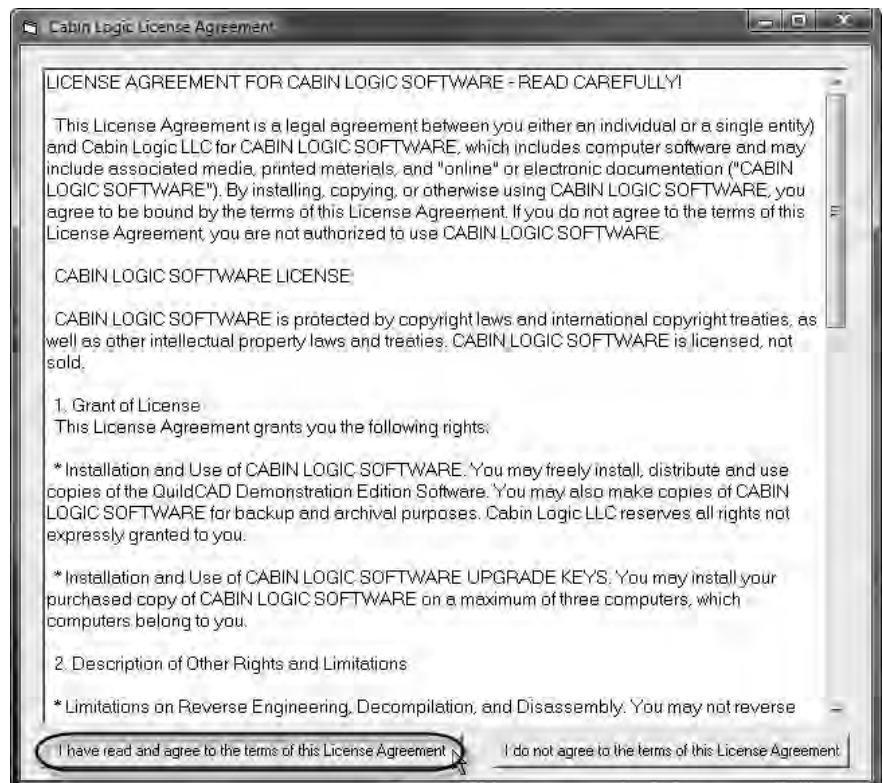 Cabin Logic License Agreement
LICENSE AGREEMENT FOR CABIN LOGIC SOFTWARE - READ CAREFULLY!
This License Agreement is a legal agreement between you either an individual or a single entity)
and Cabin Logic LLC for CABIN LOGIC SOFTWARE, which includes computer software and may
include associated media, printed materials, and "online" or electronic documentation ("CABIN
LOGIC SOFTWARE"). By installing, copying, or otherwise using CABIN LOGIC SOFTWARE, you
agree to be bound by the terms of this License Agreement. If you do not agree to the terms of this
License Agreement, you are not authorized to use CABIN LOGIC SOFTWARE.
CABIN LOGIC SOFTWARE LICENSE:
CABIN LOGIC SOFTWARE is protected by copyright laws and international copyright treaties, as
well as other intellectual property laws and treaties. CABIN LOGIC SOFTWARE is licensed, not
sold.
1. Grant of License
This License Agreement grants you the following rights:
* Installation and Use of CABIN LOGIC SOFTWARE. You may freely install, distribute and use
copies of the QuildCAD Demonstration Edition Software. You may also make copies of CABIN
LOGIC SOFTWARE for backup and archival purposes. Cabin Logic LLC reserves all rights not
expressly granted to you.
* Installation and Use of CABIN LOGIC SOFTWARE UPGRADE KEYS. You may install your
purchased copy of CABIN LOGIC SOFTWARE on a maximum of three computers, which
computers belong to you.
2. Description of Other Rights and Limitations
* Limitations on Reverse Engineering, Decompilation, and Disassembly. You may not reverse
I have read and agree to the terms of this License Agreement
I do not agree to the terms of this License Agreement